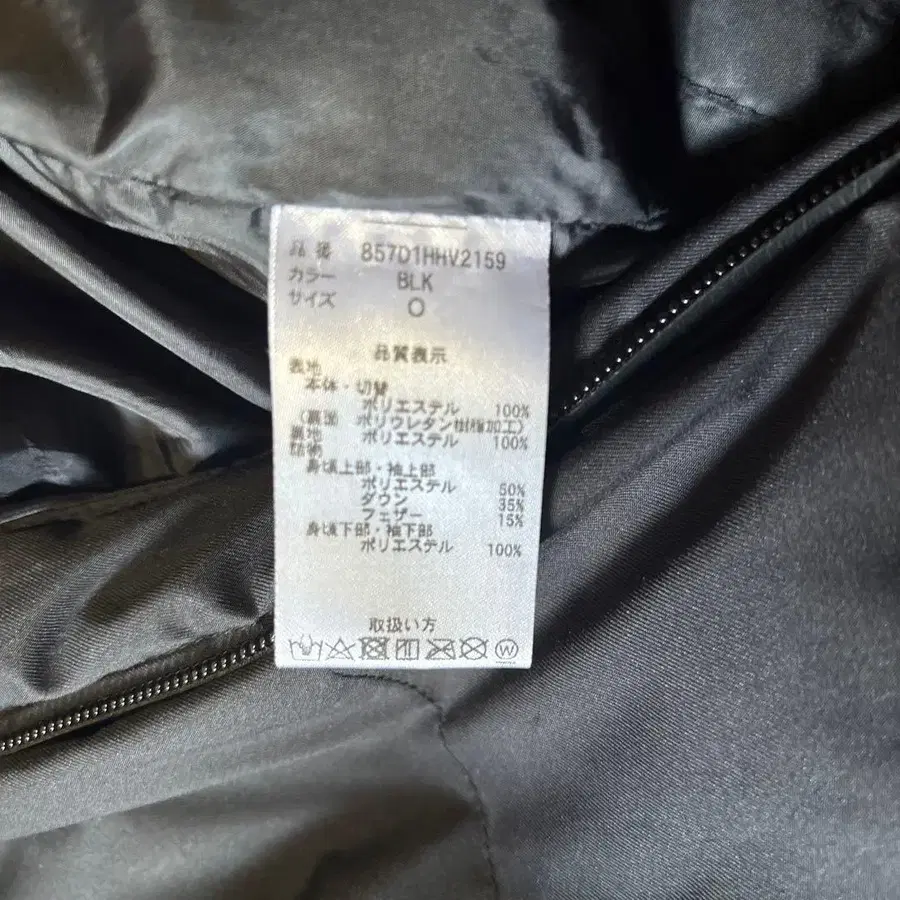 品番 857D1HHV2159
カラー BLK
サイズ O
品質表示
表地
本体・切替
ポリエステル 100%
(裏面 ポリウレタン樹脂加工)
裏地 ポリエステル 100%
詰物
身頃上部・袖上部
ポリエステル 50%
ダウン 35%
フェザー 15%
身頃下部・袖下部
ポリエステル 100%
取扱い方
W